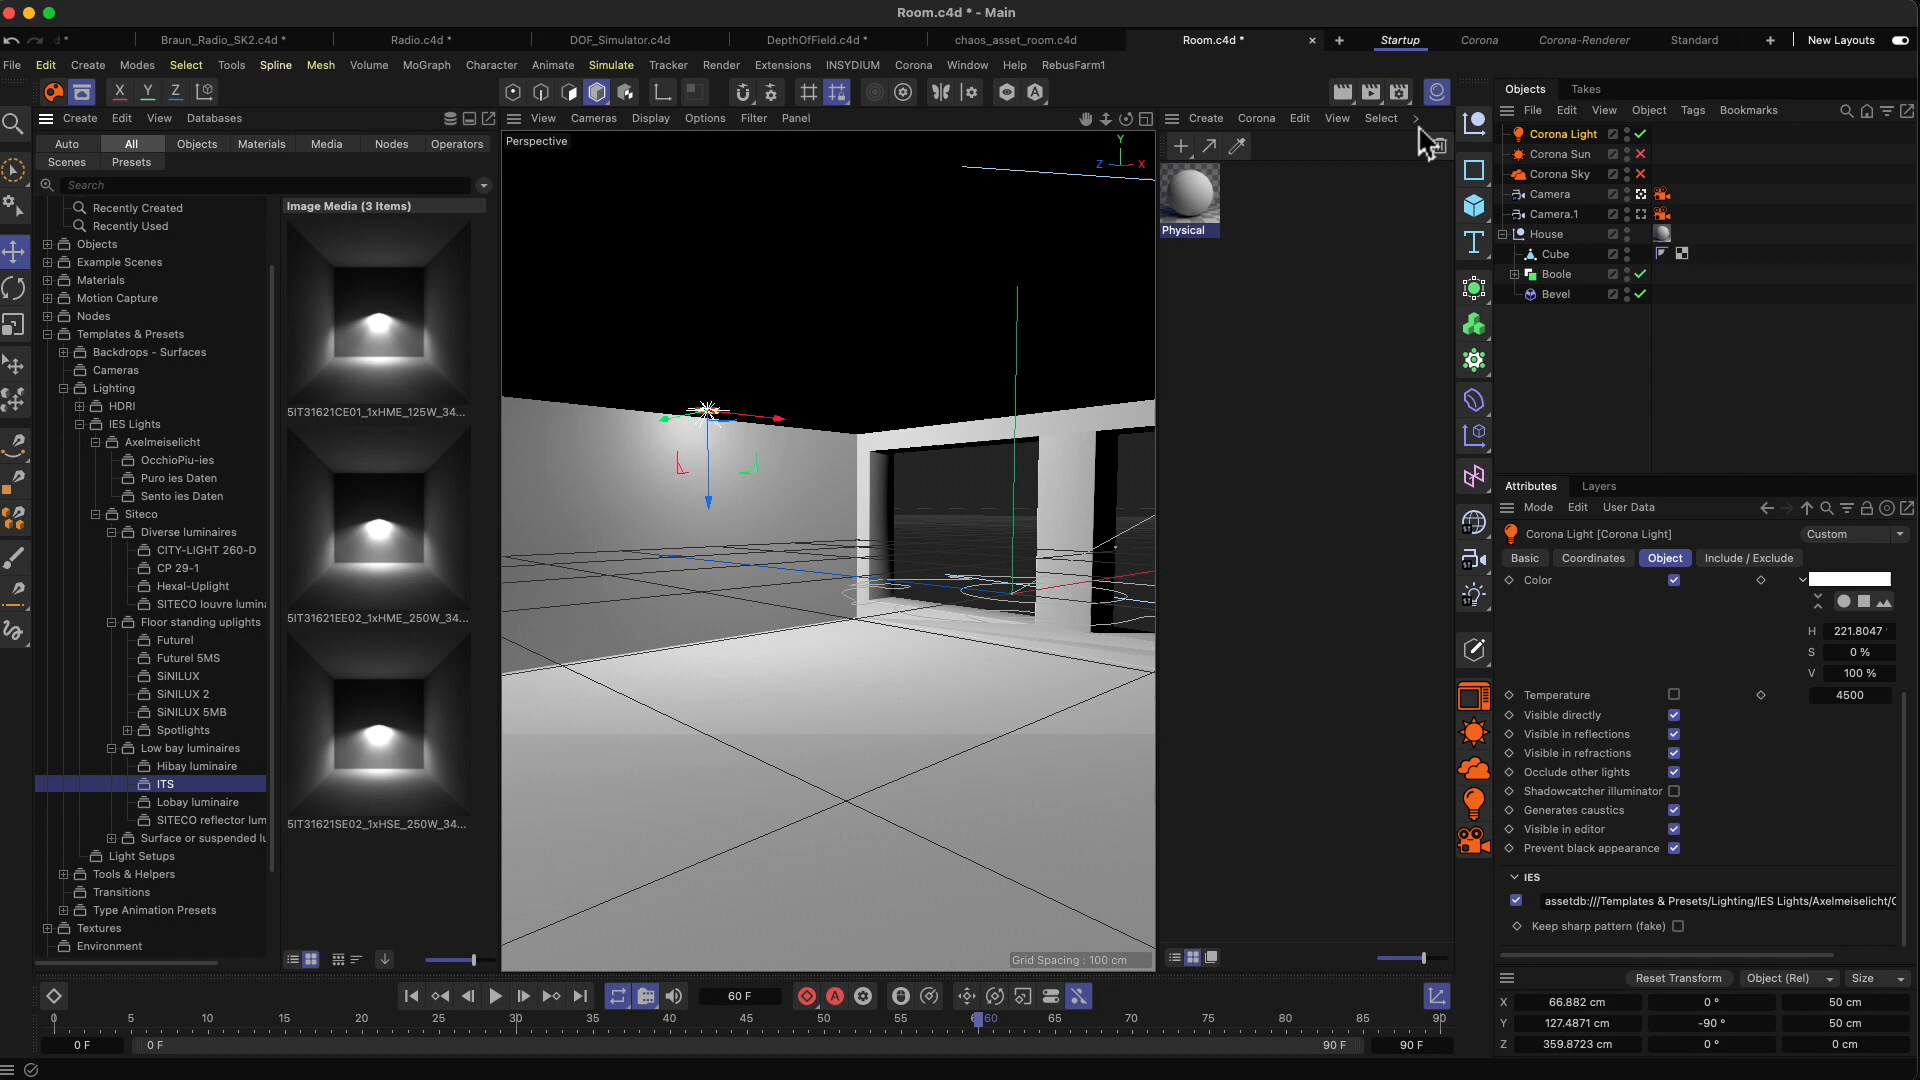 Room.c4d * - Main
d *
Braun_Radio_SK2.c4d *
Radio.c4d *
DOF_Simulator.c4d
DepthOfField.c4d *
chaos_asset_room.c4d
Room.c4d *
Startup
Corona
Corona-Renderer
Standard
New Layouts
File Edit Create Modes Select Tools Spline Mesh Volume MoGraph Character Animate Simulate Tracker Render Extensions INSYDIUM Corona Window Help RebusFarm1
X Y Z
Create Edit View Databases
Auto All Objects Materials Media Nodes Operators
Scenes Presets
Search
Recently Created
Recently Used
Objects
Example Scenes
Materials
Motion Capture
Nodes
Templates & Presets
Backdrops - Surfaces
Cameras
Lighting
HDRI
IES Lights
Axelmeiselicht
OcchioPiu-ies
Puro ies Daten
Sento ies Daten
Siteco
Diverse luminaires
CITY-LIGHT 260-D
CP 29-1
Hexal-Uplight
SITECO louvre lumina
Floor standing uplights
Futurel
Futurel 5MS
SiNILUX
SiNILUX 2
SiNILUX 5MB
Spotlights
Low bay luminaires
Hibay luminaire
ITS
Lobay luminaire
SITECO reflector lum
Surface or suspended lu
Light Setups
Tools & Helpers
Transitions
Type Animation Presets
Textures
Environment
Image Media (3 Items)
5IT31621CE01_1xHME_125W_34...
5IT31621EE02_1xHME_250W_34...
5IT31621SE02_1xHSE_250W_34...
View Cameras Display Options Filter Panel
Perspective
Y
Z X
Grid Spacing : 100 cm
Create Corona Edit View Select
Physical
Objects Takes
File Edit View Object Tags Bookmarks
Corona Light
Corona Sun
Corona Sky
Camera
Camera.1
House
Cube
Boole
Bevel
Attributes Layers
Mode Edit User Data
Corona Light [Corona Light]
Custom
Basic Coordinates Object Include / Exclude
Color
H 221.8047 °
S 0 %
V 100 %
Temperature 4500
Visible directly
Visible in reflections
Visible in refractions
Occlude other lights
Shadowcatcher illuminator
Generates caustics
Visible in editor
Prevent black appearance
IES
assetdb:///Templates & Presets/Lighting/IES Lights/Axelmeiselicht/
Keep sharp pattern (fake)
Reset Transform Object (Rel) Size
X 66.882 cm 0 ° 50 cm
Y 127.4871 cm -90 ° 50 cm
Z 359.8723 cm 0 ° 0 cm
60 F
0 5 10 15 20 25 30 35 40 45 50 55 60 65 70 75 80 85 90
0 F 0 F 90 F 90 F